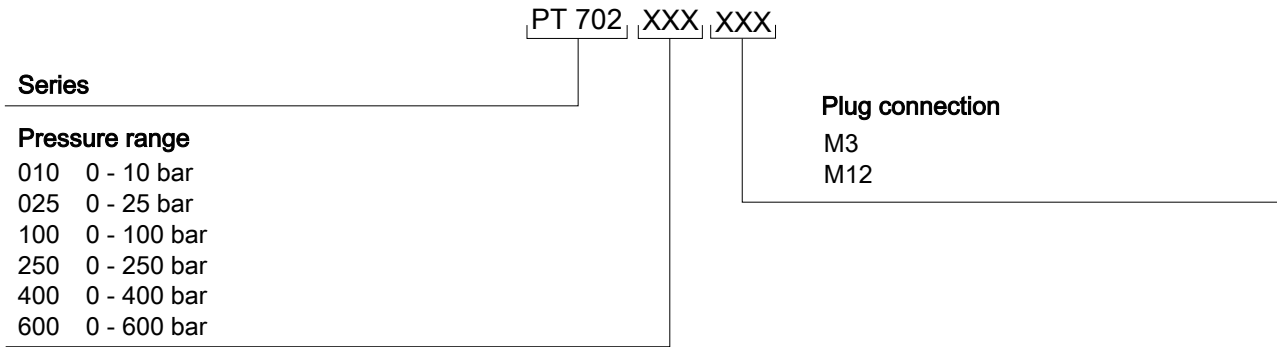 PT 702 XXX XXX
Series
Pressure range
010 0 - 10 bar
025 0 - 25 bar
100 0 - 100 bar
250 0 - 250 bar
400 0 - 400 bar
600 0 - 600 bar
Plug connection
M3
M12